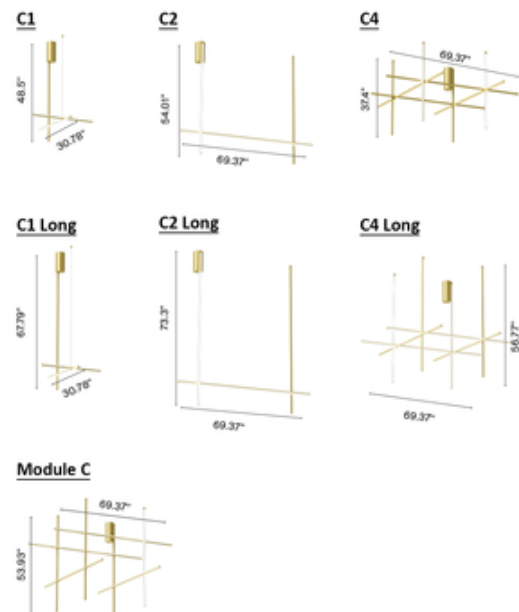 C1
C2
C4
48.5"
30.78"
54.01"
69.37"
69.37"
37.4"
C1 Long
C2 Long
C4 Long
67.79"
30.78"
73.3"
69.37"
56.77"
69.37"
Module C
69.37"
53.93"